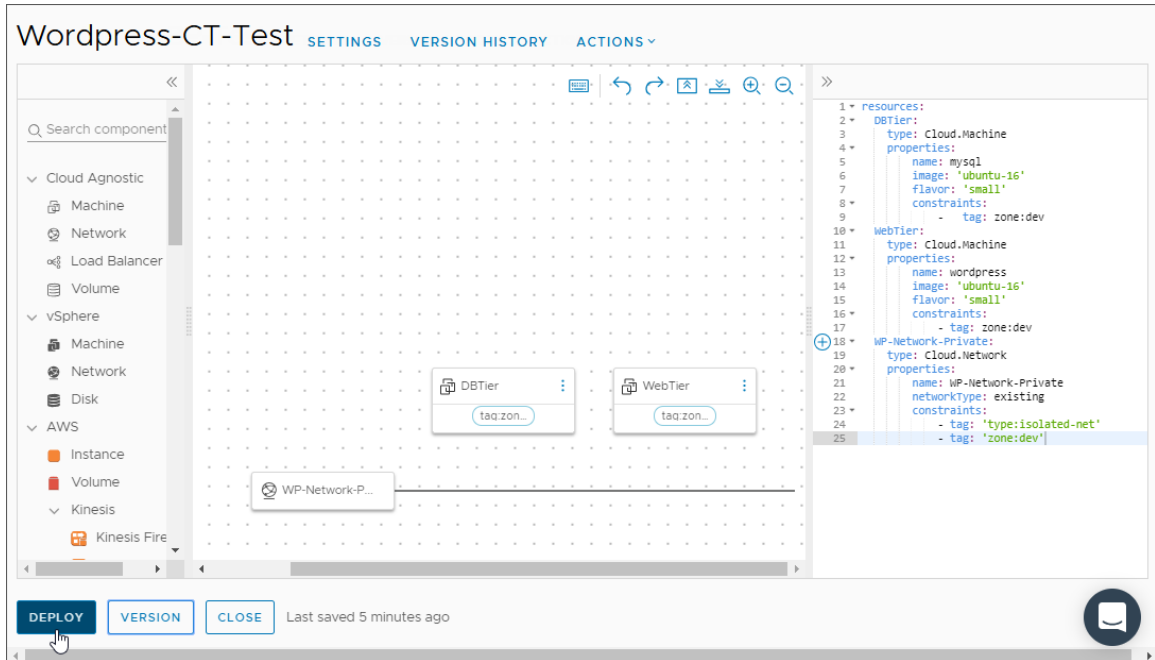 Wordpress-CT-Test SETTINGS VERSION HISTORY ACTIONS
Search component
Cloud Agnostic
Machine
Network
Load Balancer
Volume
vSphere
Machine
Network
Disk
AWS
Instance
Volume
Kinesis
Kinesis Fire
DBTier
tag:zon...
WebTier
tag:zon...
WP-Network-P...
1 resources:
2 DBTier:
3 type: Cloud.Machine
4 properties:
5 name: mysql
6 image: 'ubuntu-16'
7 flavor: 'small'
8 constraints:
9 - tag: zone:dev
10 WebTier:
11 type: Cloud.Machine
12 properties:
13 name: wordpress
14 image: 'ubuntu-16'
15 flavor: 'small'
16 constraints:
17 - tag: zone:dev
18 WP-Network-Private:
19 type: Cloud.Network
20 properties:
21 name: WP-Network-Private
22 networkType: existing
23 constraints:
24 - tag: 'type:isolated-net'
25 - tag: 'zone:dev'
DEPLOY VERSION CLOSE Last saved 5 minutes ago